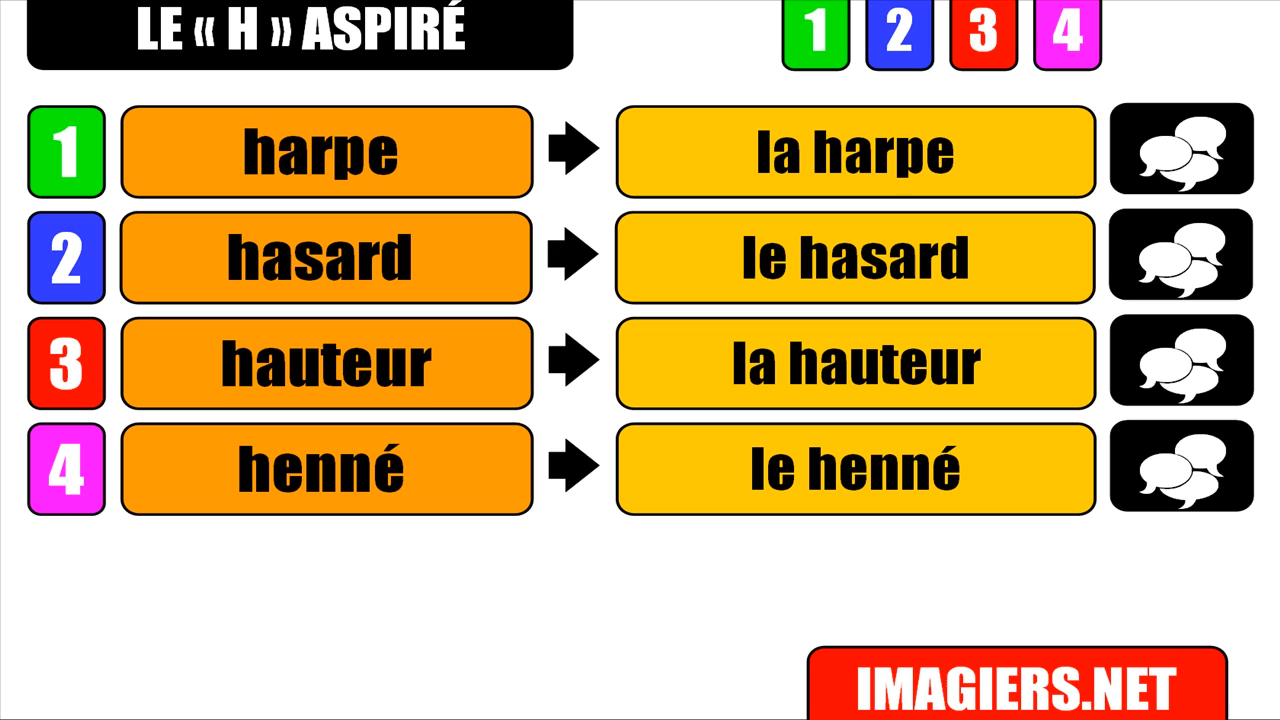 LE « H » ASPIRÉ
1 2 3 4
1 harpe la harpe
2 hasard le hasard
3 hauteur la hauteur
4 henné le henné
IMAGIERS.NET